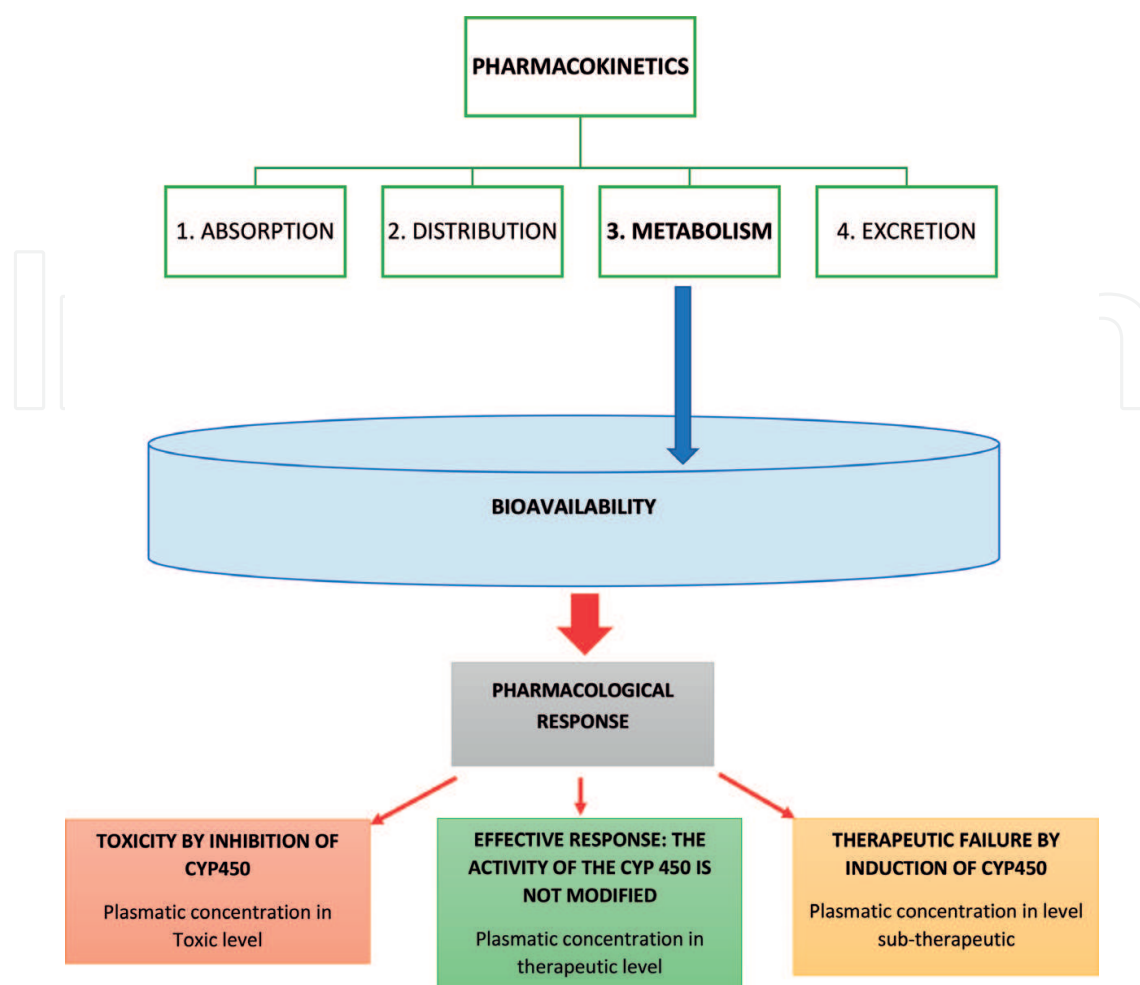 PHARMACOKINETICS
1. ABSORPTION
2. DISTRIBUTION
3. METABOLISM
4. EXCRETION
BIOAVAILABILITY
PHARMACOLOGICAL
RESPONSE
TOXICITY BY INHIBITION OF
CYP450
Plasmatic concentration in
Toxic level
EFFECTIVE RESPONSE: THE
ACTIVITY OF THE CYP 450 IS
NOT MODIFIED
Plasmatic concentration in
therapeutic level
THERAPEUTIC FAILURE BY
INDUCTION OF CYP450
Plasmatic concentration in level
sub-therapeutic